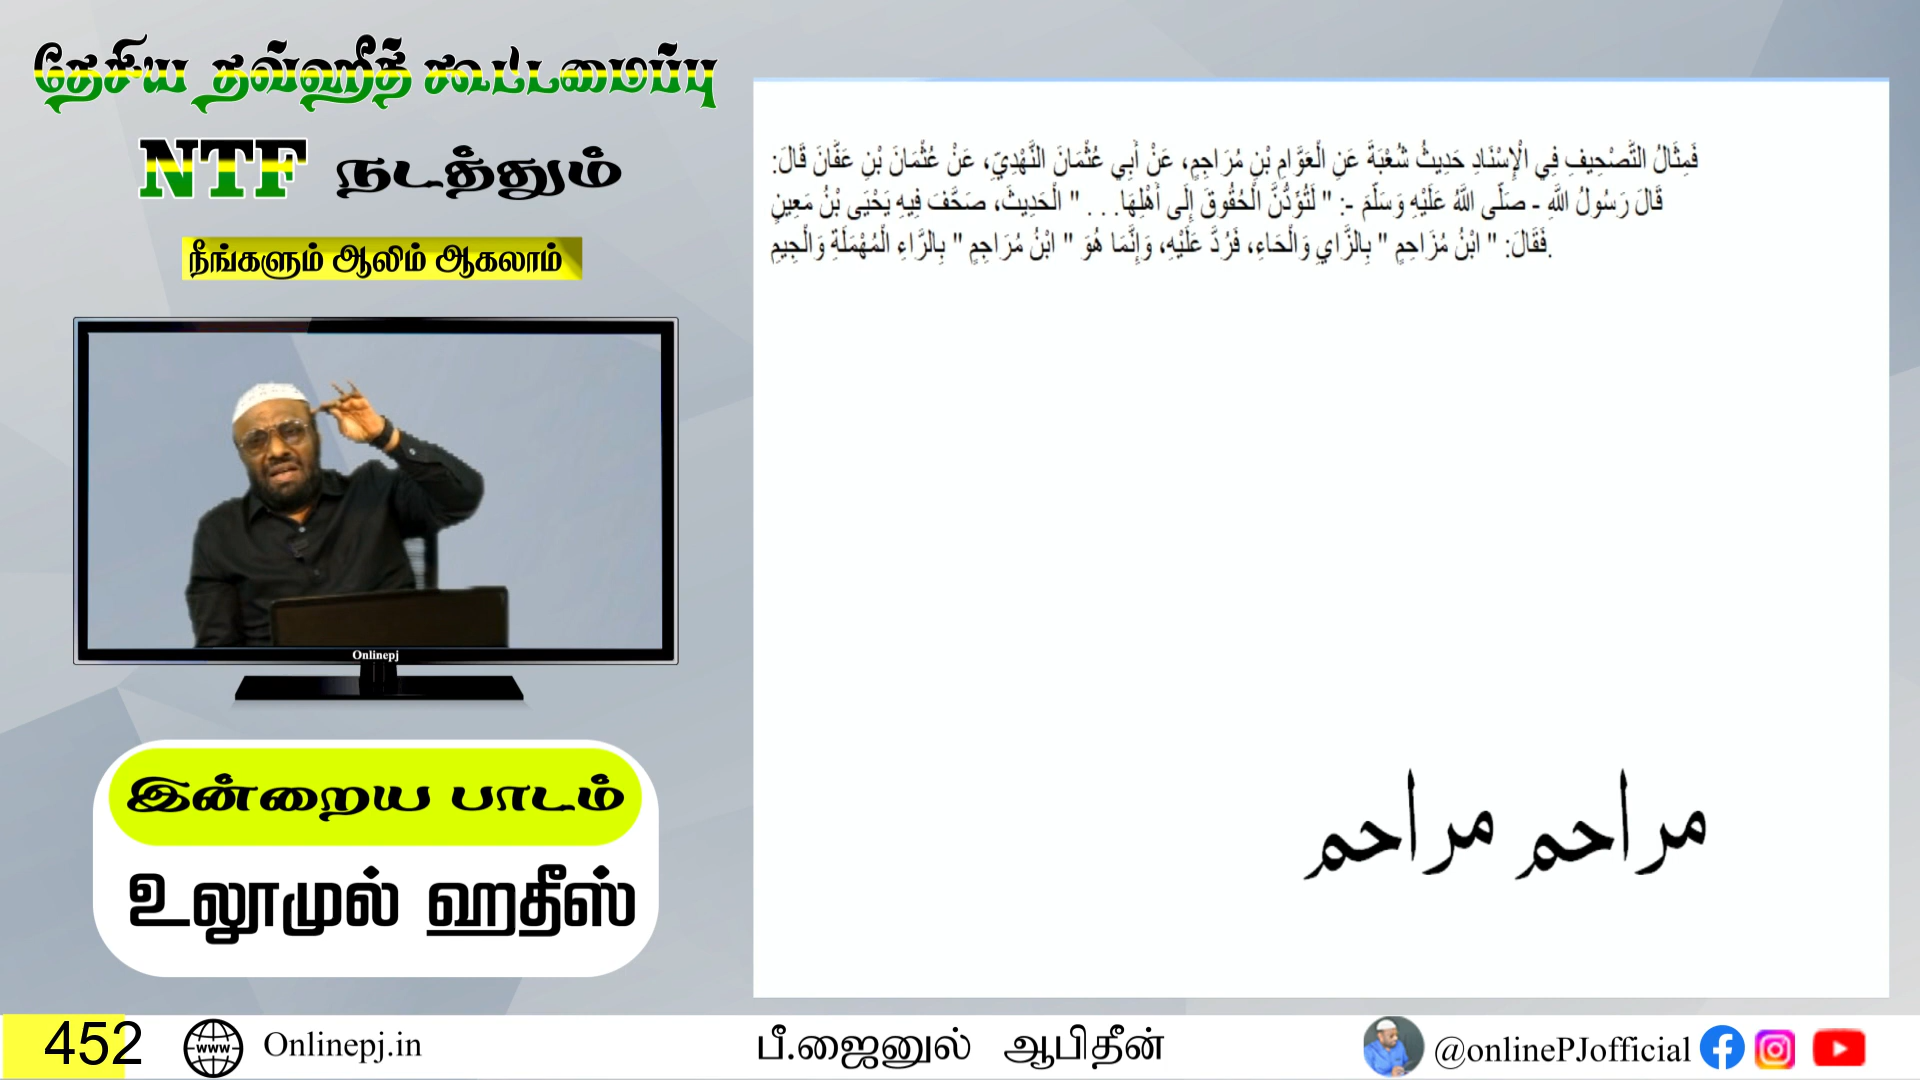 தேசிய தவ்ஹீத் கூட்டமைப்பு
NTF நடத்தும்
நீங்களும் ஆலிம் ஆகலாம்
Onlinepj
இன்றைய பாடம்
உலூமுல் ஹதீஸ்
فَمِثَالُ التَّصْحِيفِ فِي الْإِسْنَادِ حَدِيثُ شُعْبَةَ عَنِ الْعَوَّامِ بْنِ مُرَاجِمٍ، عَنْ أَبِي عُثْمَانَ النَّهْدِيِّ، عَنْ عُثْمَانَ بْنِ عَفَّانَ قَالَ:
قَالَ رَسُولُ اللَّهِ - صَلَّى اللَّهُ عَلَيْهِ وَسَلَّمَ -: " لَتُؤَدُّنَّ الْحُقُوقَ إِلَى أَهْلِهَا. . . " الْحَدِيثَ، صَحَّفَ فِيهِ يَحْيَى بْنُ مَعِينٍ
فَقَالَ: " ابْنُ مُزَاحِمٍ " بِالزَّايِ وَالْحَاءِ، فَرُدَّ عَلَيْهِ، وَإِنَّمَا هُوَ " ابْنُ مُرَاجِمٍ " بِالرَّاءِ الْمُهْمَلَةِ وَالْجِيمِ.
مراحم مراحم
452
www
Onlinepj.in
பீ.ஜைனுல் ஆபிதீன்
@onlinePJofficial